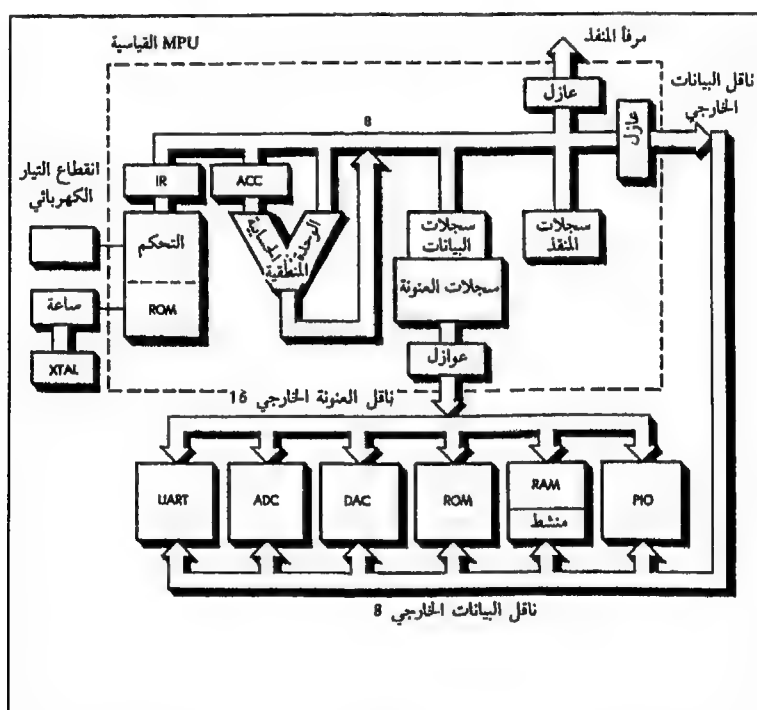 مرفأ المنفذ
MPU القياسية
ناقل البيانات
الخارجي
عازل
عازل
8
انقطاع التيار
الكهربائي
IR
ACC
التحكم
ROM
ساعة
XTAL
الوحدة الحسابية
المنطقية
سجلات
البيانات
سجلات العنونة
سجلات
المنفذ
عوازل
ناقل العنونة الخارجي 16
UART
ADC
DAC
ROM
RAM
منشط
PIO
ناقل البيانات الخارجي 8